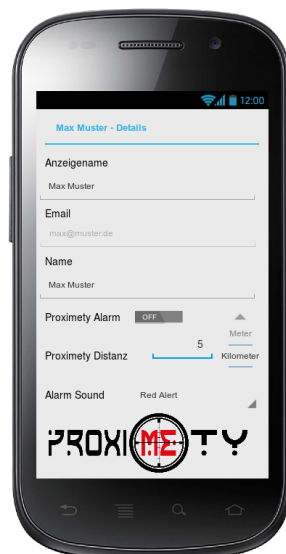 12:00
Max Muster - Details
Anzeigename
Max Muster
Email
max@muster.de
Name
Max Muster
Proximety Alarm OFF
Meter
Proximety Distanz 5 Kilometer
Alarm Sound Red Alert
PROXIMETY